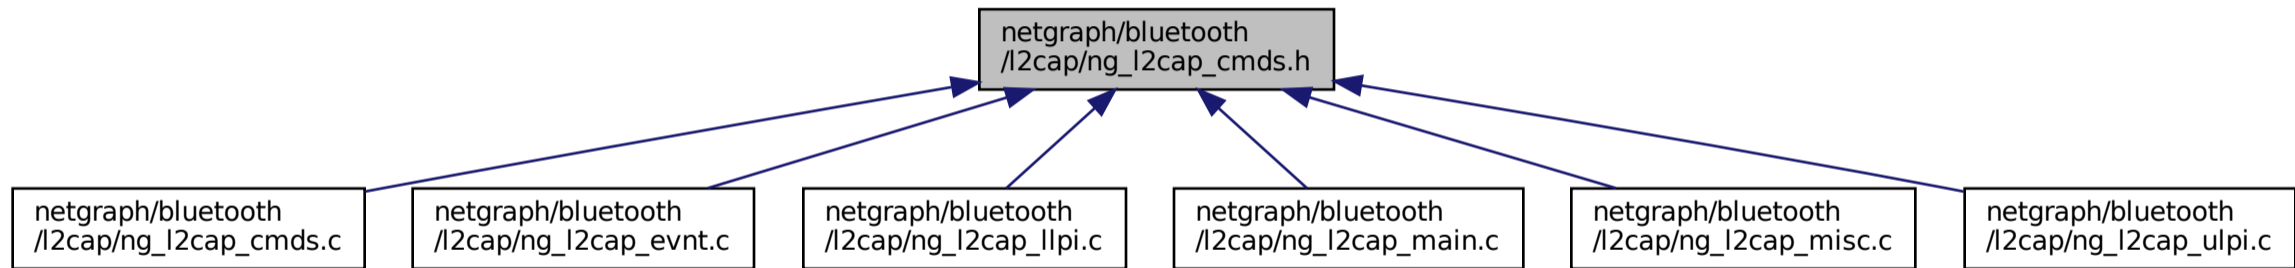 netgraph/bluetooth
/l2cap/ng_l2cap_cmds.h
netgraph/bluetooth
/l2cap/ng_l2cap_cmds.c
netgraph/bluetooth
/l2cap/ng_l2cap_evnt.c
netgraph/bluetooth
/l2cap/ng_l2cap_llpi.c
netgraph/bluetooth
/l2cap/ng_l2cap_main.c
netgraph/bluetooth
/l2cap/ng_l2cap_misc.c
netgraph/bluetooth
/l2cap/ng_l2cap_ulpi.c